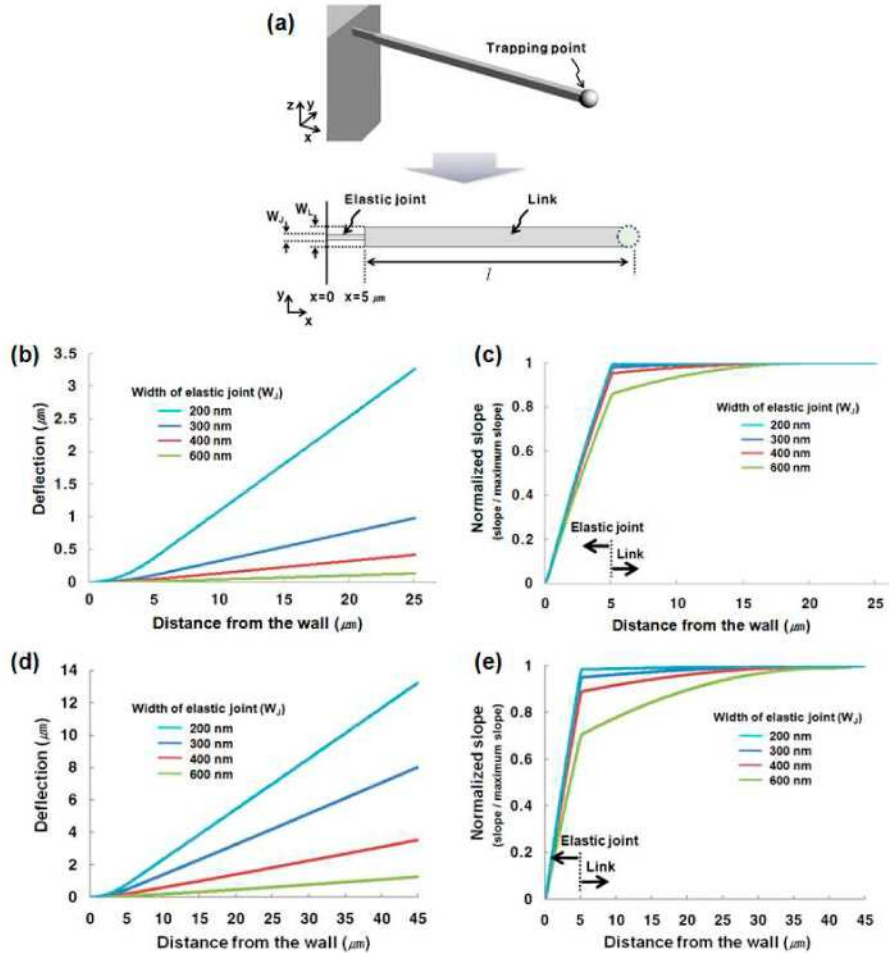 (a)
Trapping point
z
y
x
Elastic joint
Link
W_J
W_L
l
y
x
x=0
x=5 ㎛
(b)
Deflection (㎛)
3.5
3
2.5
2
1.5
1
0.5
0
Width of elastic joint (W_J)
200 nm
300 nm
400 nm
600 nm
0 5 10 15 20 25
Distance from the wall (㎛)
(c)
Normalized slope
(slope / maximum slope)
1
0.8
0.6
0.4
0.2
0
Width of elastic joint (W_J)
200 nm
300 nm
400 nm
600 nm
Elastic joint
Link
0 5 10 15 20 25
Distance from the wall (㎛)
(d)
Deflection (㎛)
14
12
10
8
6
4
2
0
Width of elastic joint (W_J)
200 nm
300 nm
400 nm
600 nm
0 5 10 15 20 25 30 35 40 45
Distance from the wall (㎛)
(e)
Normalized slope
(slope / maximum slope)
1
0.8
0.6
0.4
0.2
0
Width of elastic joint (W_J)
200 nm
300 nm
400 nm
600 nm
Elastic joint
Link
0 5 10 15 20 25 30 35 40 45
Distance from the wall (㎛)